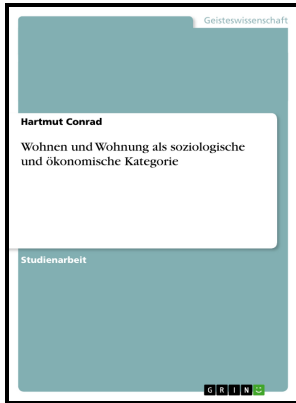 Geisteswissenschaft
Hartmut Conrad
Wohnen und Wohnung als soziologische
und ökonomische Kategorie
Studienarbeit
GRIN